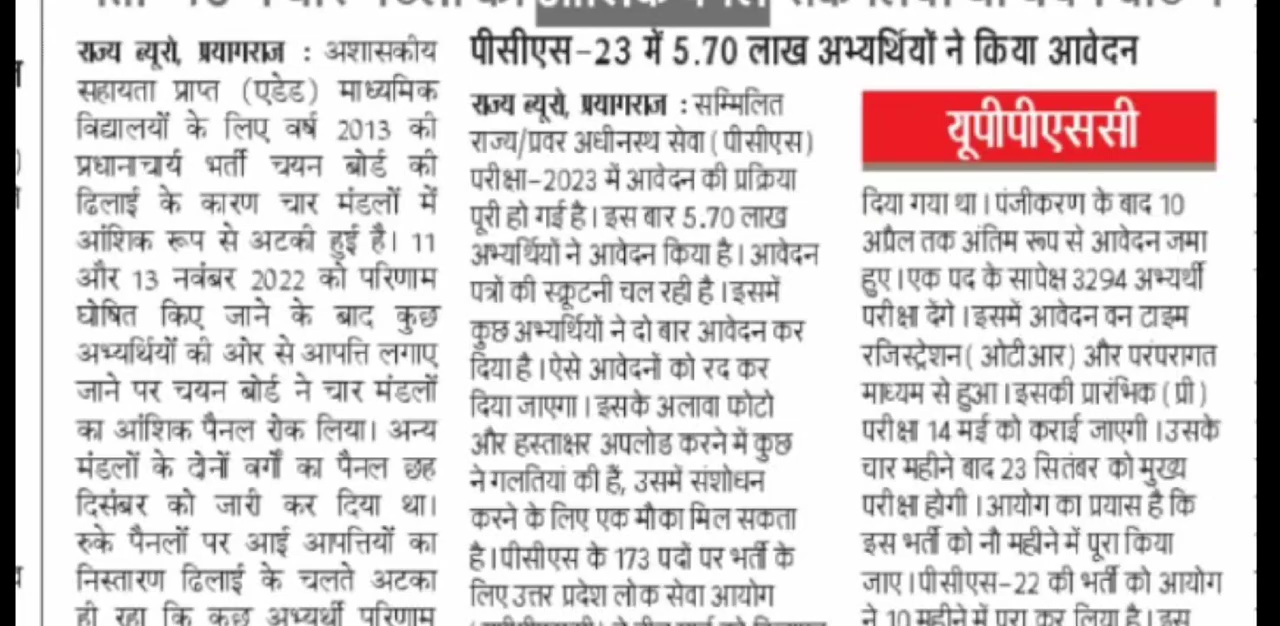 राज्य ब्यूरो, प्रयागराज : अशासकीय
सहायता प्राप्त (एडेड) माध्यमिक
विद्यालयों के लिए वर्ष 2013 की
प्रधानाचार्य भर्ती चयन बोर्ड की
ढिलाई के कारण चार मंडलों में
आंशिक रूप से अटकी हुई है। 11
और 13 नवंबर 2022 को परिणाम
घोषित किए जाने के बाद कुछ
अभ्यर्थियों की ओर से आपत्ति लगाए
जाने पर चयन बोर्ड ने चार मंडलों
का आंशिक पैनल रोक लिया। अन्य
मंडलों के दोनों वर्गों का पैनल छह
दिसंबर को जारी कर दिया था।
रुके पैनलों पर आई आपत्तियों का
निस्तारण ढिलाई के चलते अटका
ही रहा कि कुछ अभ्यर्थी परिणाम
पीसीएस-23 में 5.70 लाख अभ्यर्थियों ने किया आवेदन
राज्य ब्यूरो, प्रयागराज : सम्मिलित
राज्य/प्रवर अधीनस्थ सेवा (पीसीएस)
परीक्षा-2023 में आवेदन की प्रक्रिया
पूरी हो गई है। इस बार 5.70 लाख
अभ्यर्थियों ने आवेदन किया है। आवेदन
पत्रों की स्क्रूटनी चल रही है। इसमें
कुछ अभ्यर्थियों ने दो बार आवेदन कर
दिया है। ऐसे आवेदनों को रद कर
दिया जाएगा। इसके अलावा फोटो
और हस्ताक्षर अपलोड करने में कुछ
ने गलतियां की हैं, उसमें संशोधन
करने के लिए एक मौका मिल सकता
है। पीसीएस के 173 पदों पर भर्ती के
लिए उत्तर प्रदेश लोक सेवा आयोग
यूपीपीएससी
दिया गया था। पंजीकरण के बाद 10
अप्रैल तक अंतिम रूप से आवेदन जमा
हुए। एक पद के सापेक्ष 3294 अभ्यर्थी
परीक्षा देंगे। इसमें आवेदन वन टाइम
रजिस्ट्रेशन( ओटीआर) और परंपरागत
माध्यम से हुआ। इसकी प्रारंभिक (प्री)
परीक्षा 14 मई को कराई जाएगी। उसके
चार महीने बाद 23 सितंबर को मुख्य
परीक्षा होगी। आयोग का प्रयास है कि
इस भर्ती को नौ महीने में पूरा किया
जाए। पीसीएस-22 की भर्ती को आयोग
ने 10 महीने में पूरा कर लिया है। इस